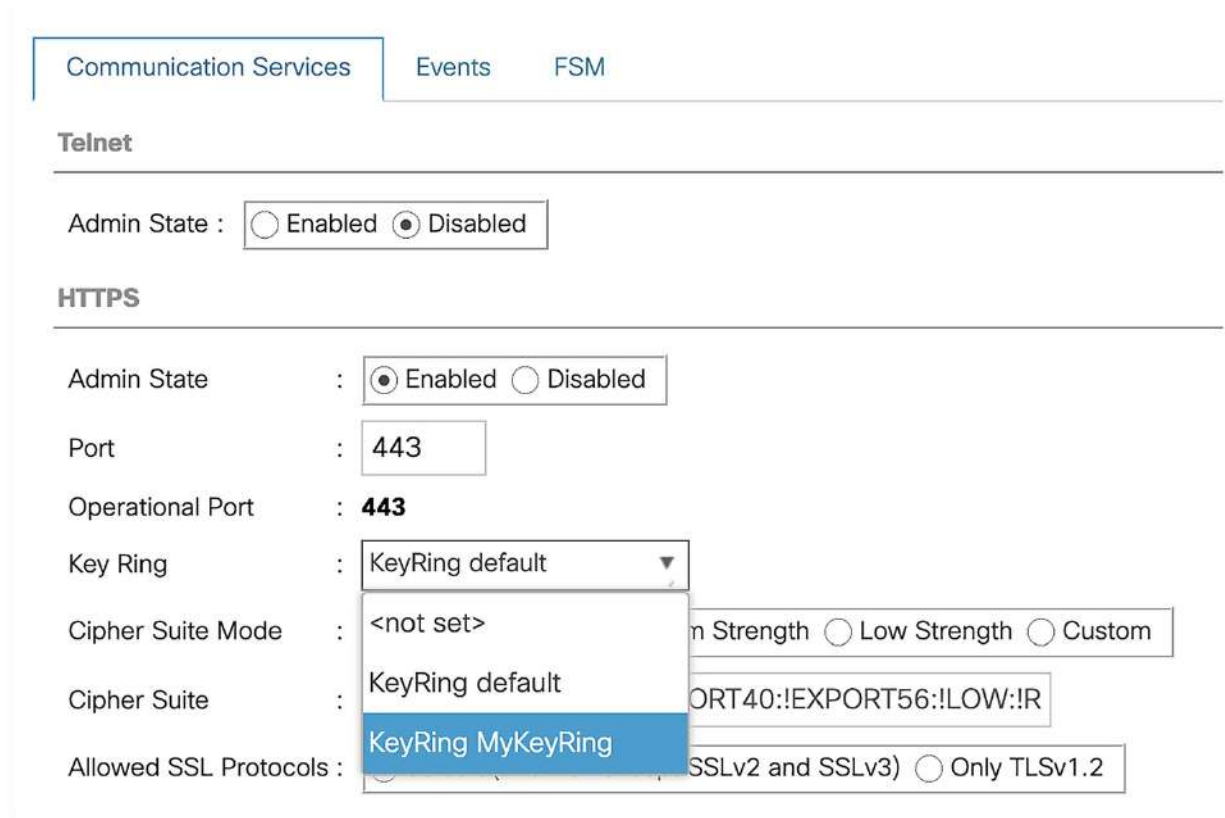 Communication Services Events FSM
Telnet
Admin State : Enabled Disabled
HTTPS
Admin State : Enabled Disabled
Port : 443
Operational Port : 443
Key Ring : KeyRing default
<not set>
Cipher Suite Mode : Strength Low Strength Custom
KeyRing default
Cipher Suite : ORT40:!EXPORT56:!LOW:!R
KeyRing MyKeyRing
Allowed SSL Protocols : SSLv2 and SSLv3) Only TLSv1.2